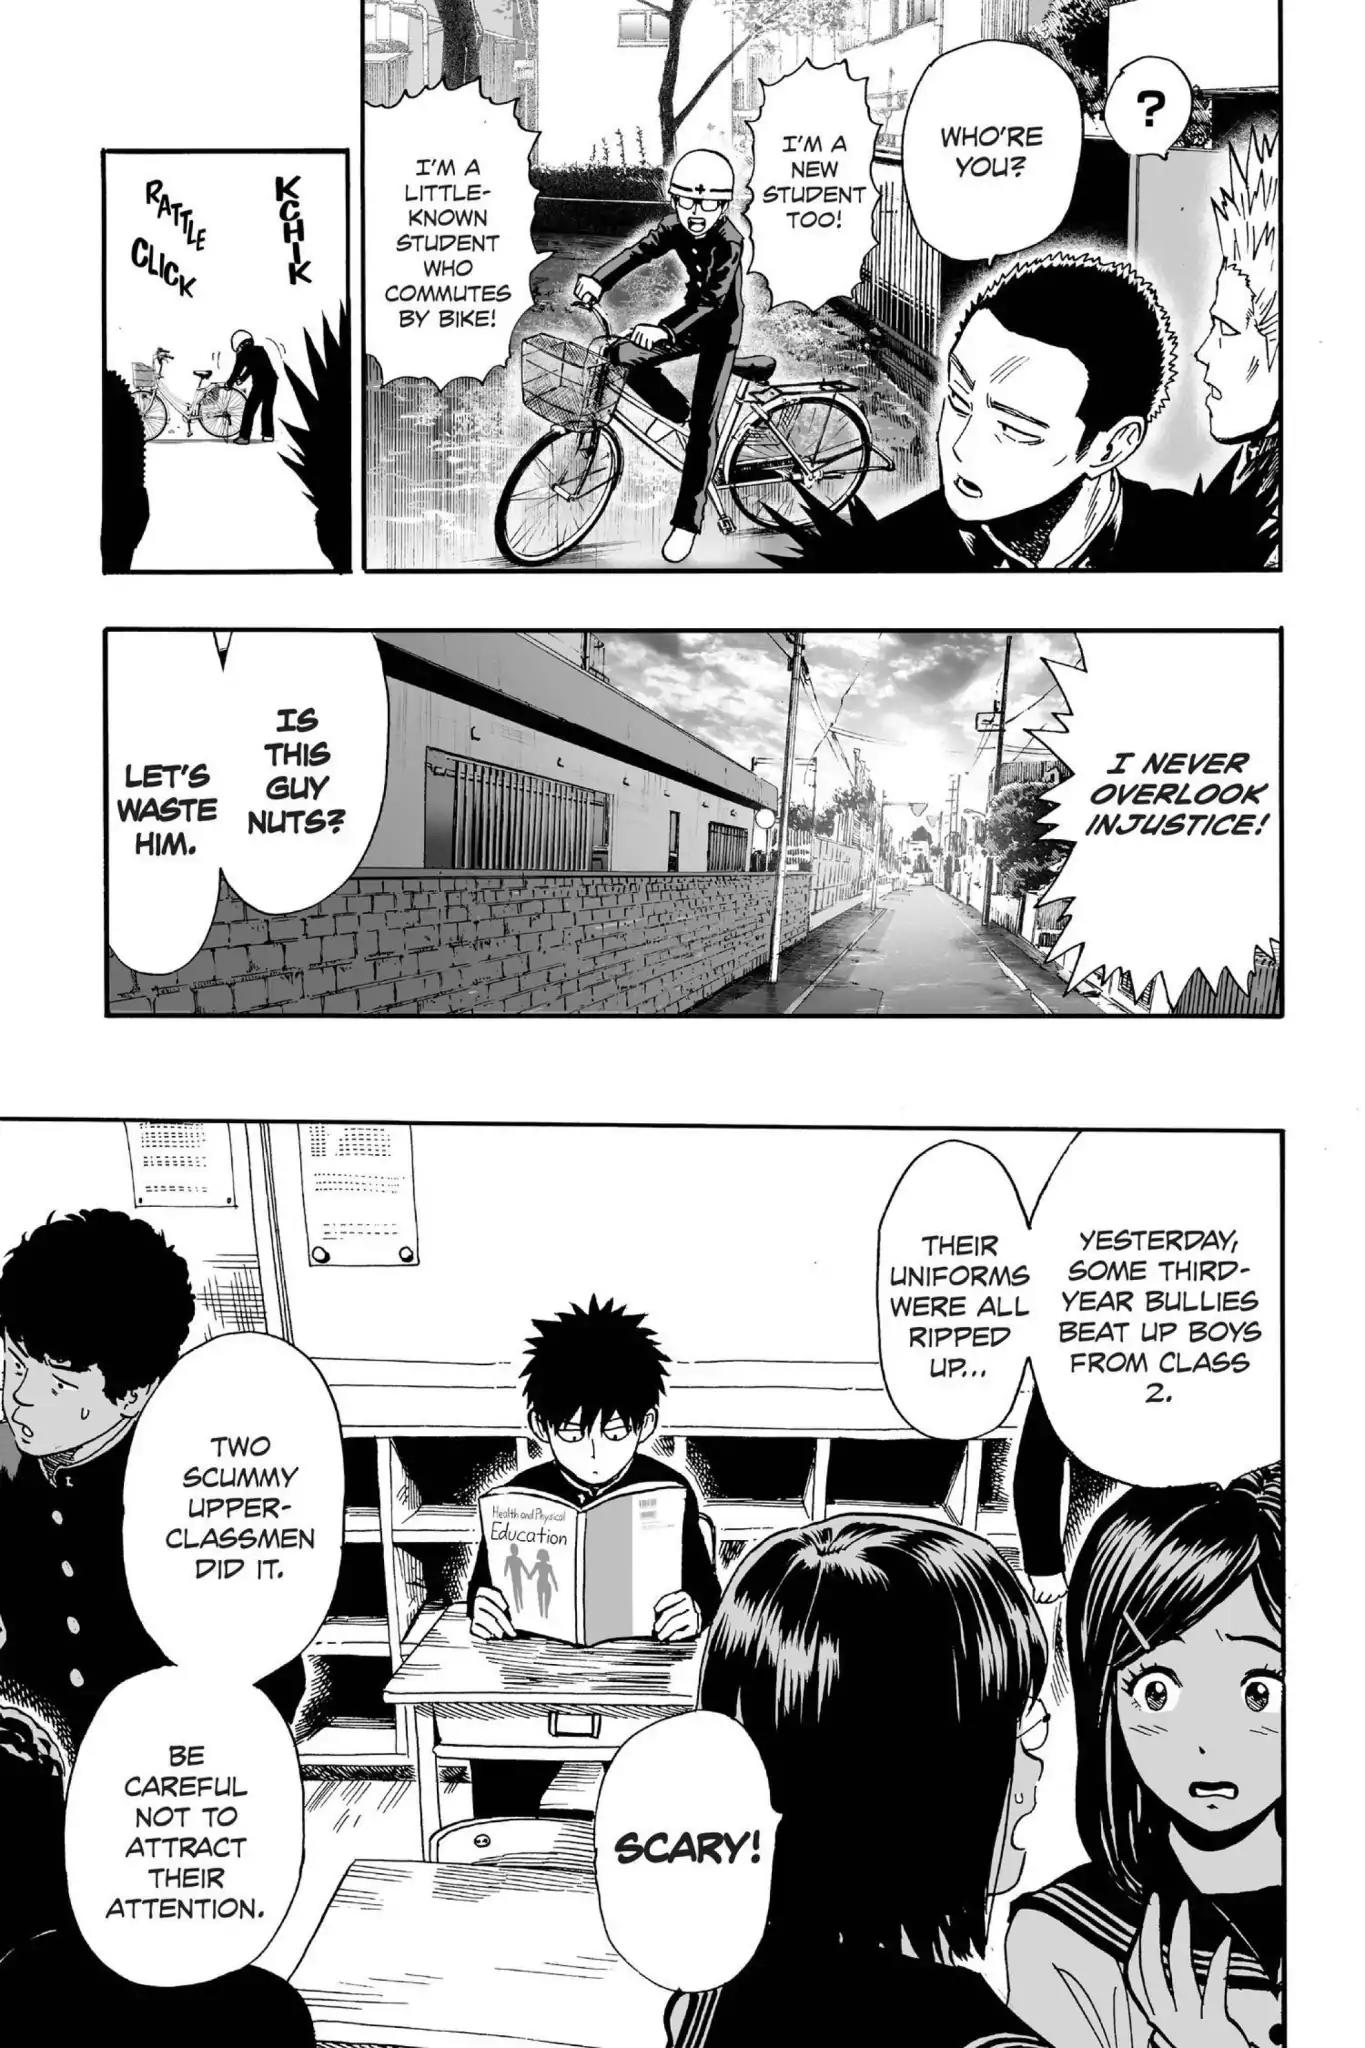 ?
WHO'RE
YOU?
I'M A
NEW
STUDENT
TOO!
I'M A
LITTLE-
KNOWN
STUDENT
WHO
COMMUTES
BY BIKE!
KCHIK
RATTLE
CLICK
I NEVER
OVERLOOK
INJUSTICE!
IS
THIS
GUY
NUTS?
LET'S
WASTE
HIM.
YESTERDAY,
SOME THIRD-
YEAR BULLIES
BEAT UP BOYS
FROM CLASS
2.
THEIR
UNIFORMS
WERE ALL
RIPPED
UP...
TWO
SCUMMY
UPPER-
CLASSMEN
DID IT.
Health and Physical
Education
BE
CAREFUL
NOT TO
ATTRACT
THEIR
ATTENTION.
SCARY!